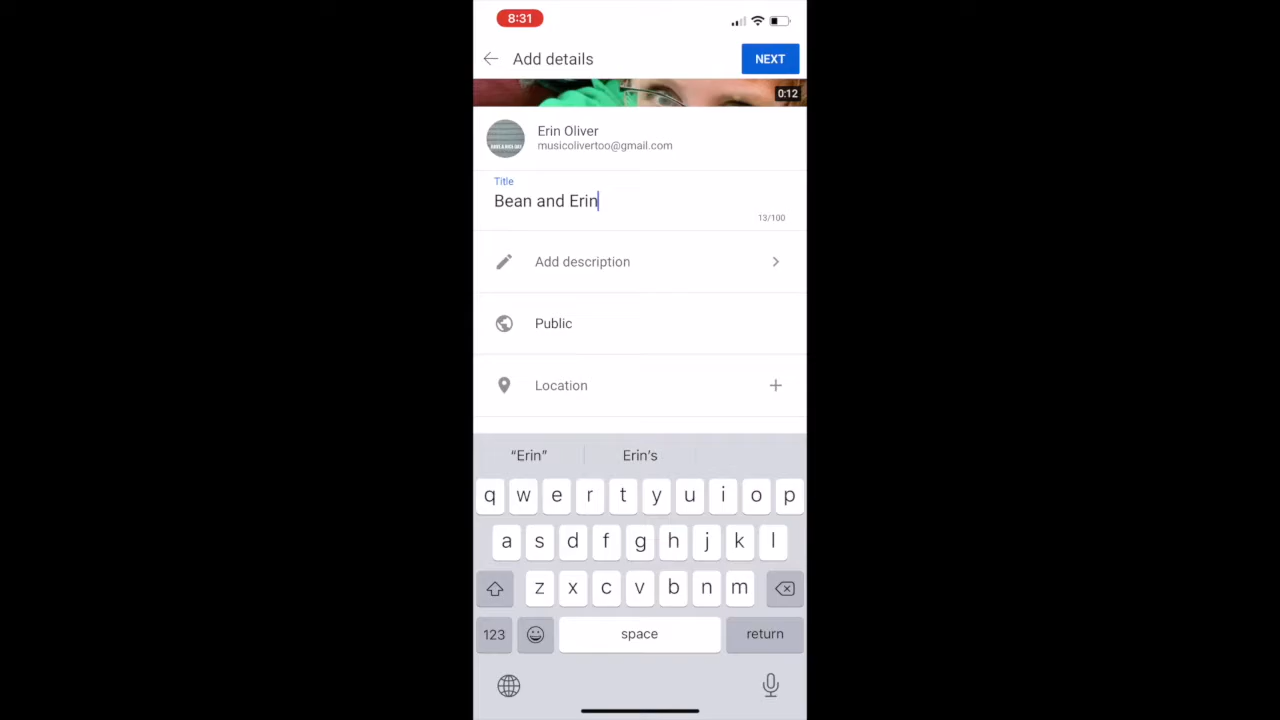 8:31
Add details
NEXT
0:12
Erin Oliver
musicolivertoo@gmail.com
Title
Bean and Erin
13/100
Add description
Public
Location
“Erin”
Erin's
q w e r t y u i o p
a s d f g h j k l
z x c v b n m
123
space
return